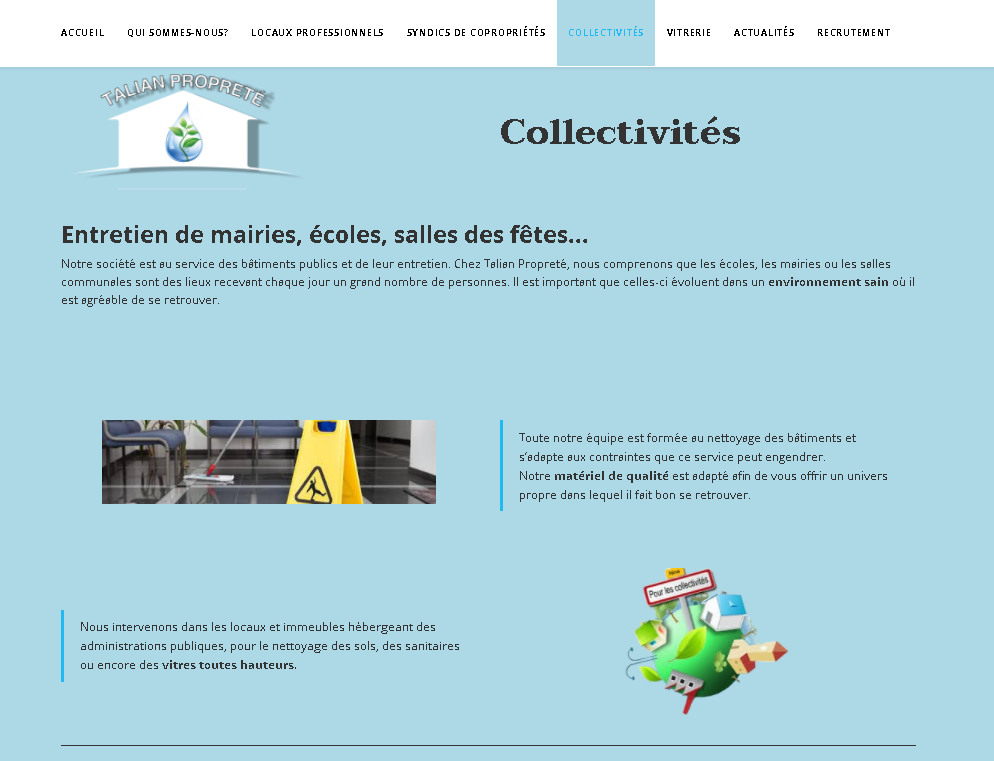 ACCUEIL QUI SOMMES-NOUS? LOCAUX PROFESSIONNELS SYNDICS DE COPROPRIÉTÉS COLLECTIVITÉS VITRERIE ACTUALITÉS RECRUTEMENT
TALIAN PROPRETÉ
Collectivités
Entretien de mairies, écoles, salles des fêtes...
Notre société est au service des bâtiments publics et de leur entretien. Chez Talian Propreté, nous comprenons que les écoles, les mairies ou les salles
communales sont des lieux recevant chaque jour un grand nombre de personnes. Il est important que celles-ci évoluent dans un environnement sain où il
est agréable de se retrouver.
Toute notre équipe est formée au nettoyage des bâtiments et
s'adapte aux contraintes que ce service peut engendrer.
Notre matériel de qualité est adapté afin de vous offrir un univers
propre dans lequel il fait bon se retrouver.
Pour les collectivités
Nous intervenons dans les locaux et immeubles hébergeant des
administrations publiques, pour le nettoyage des sols, des sanitaires
ou encore des vitres toutes hauteurs.